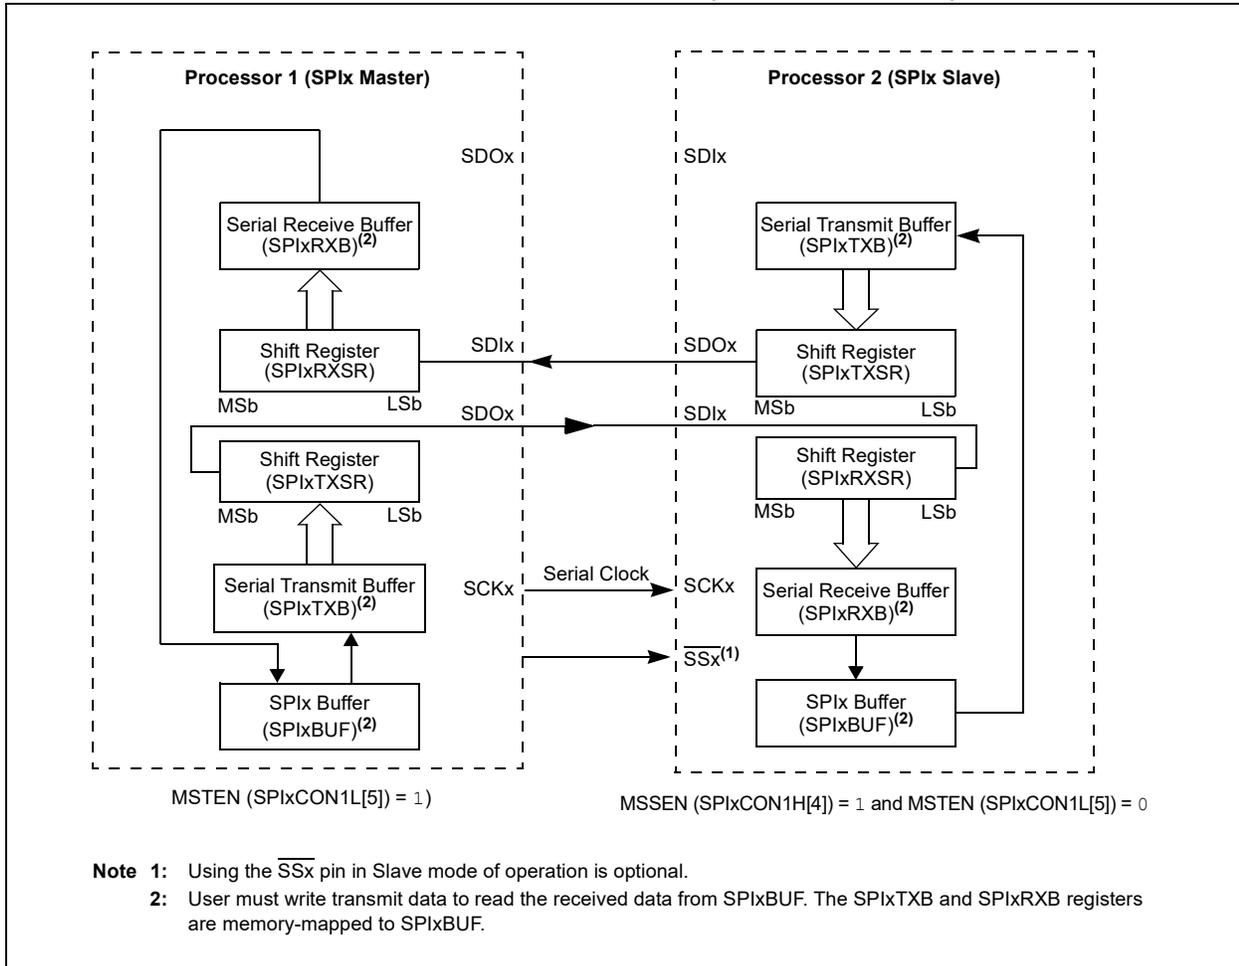 Processor 1 (SPIx Master)
SDOx
Serial Receive Buffer
(SPIxRXB)(2)
Shift Register
(SPIxRXSR)
MSb
LSb
SDIx
SDOx
Shift Register
(SPIxTXSR)
MSb
LSb
Serial Transmit Buffer
(SPIxTXB)(2)
SCKx
SPIx Buffer
(SPIxBUF)(2)
MSTEN (SPIxCON1L[5]) = 1)
Serial Clock
Processor 2 (SPIx Slave)
SDIx
Serial Transmit Buffer
(SPIxTXB)(2)
SDOx
Shift Register
(SPIxTXSR)
MSb
LSb
SDIx
Shift Register
(SPIxRXSR)
MSb
LSb
SCKx
Serial Receive Buffer
(SPIxRXB)(2)
SSx(1)
SPIx Buffer
(SPIxBUF)(2)
MSSEN (SPIxCON1H[4]) = 1 and MSTEN (SPIxCON1L[5]) = 0
Note 1: Using the SSx pin in Slave mode of operation is optional.
2: User must write transmit data to read the received data from SPIxBUF. The SPIxTXB and SPIxRXB registers
are memory-mapped to SPIxBUF.